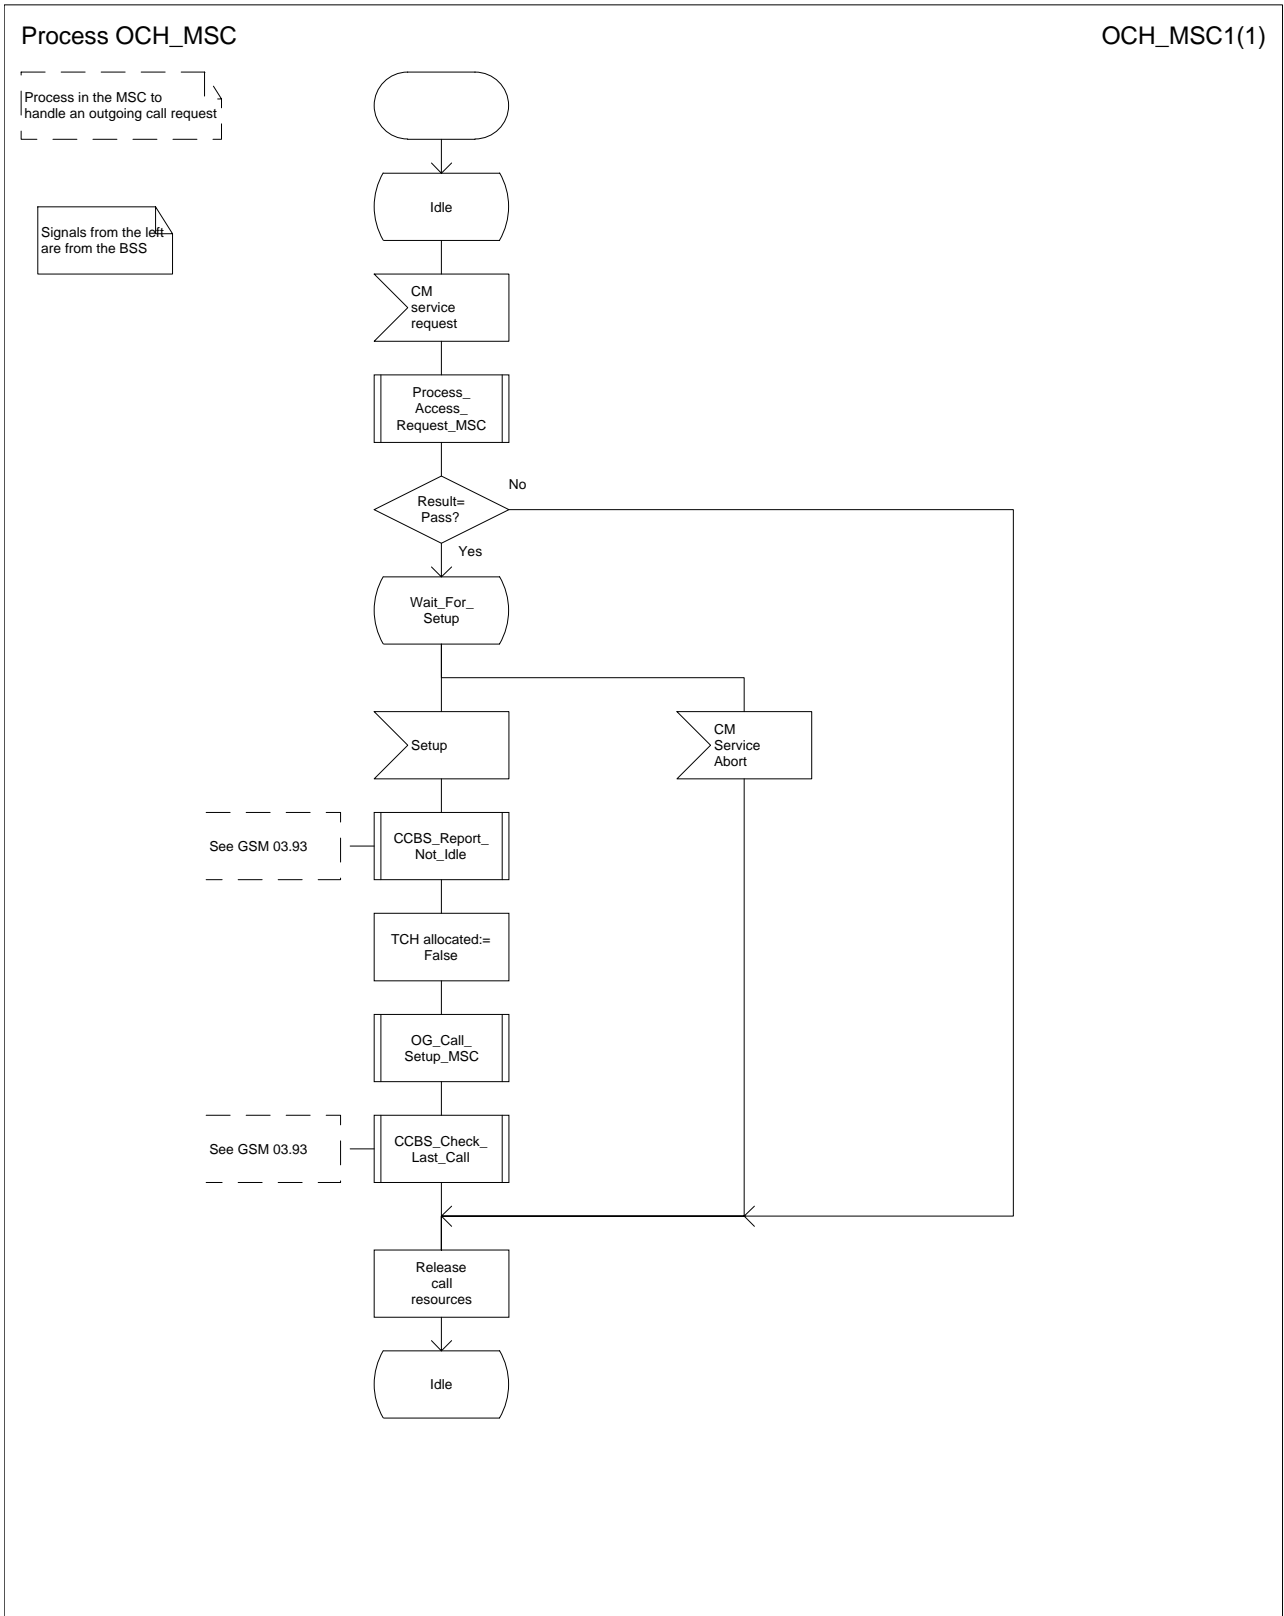 Process OCH_MSC
OCH_MSC1(1)
Process in the MSC to
handle an outgoing call request
Signals from the left
are from the BSS
Idle
CM
service
request
Process_
Access_
Request_MSC
Result=
Pass?
No
Yes
Wait_For_
Setup
Setup
CM
Service
Abort
See GSM 03.93
CCBS_Report_
Not_Idle
TCH allocated:=
False
OG_Call_
Setup_MSC
See GSM 03.93
CCBS_Check_
Last_Call
Release
call
resources
Idle